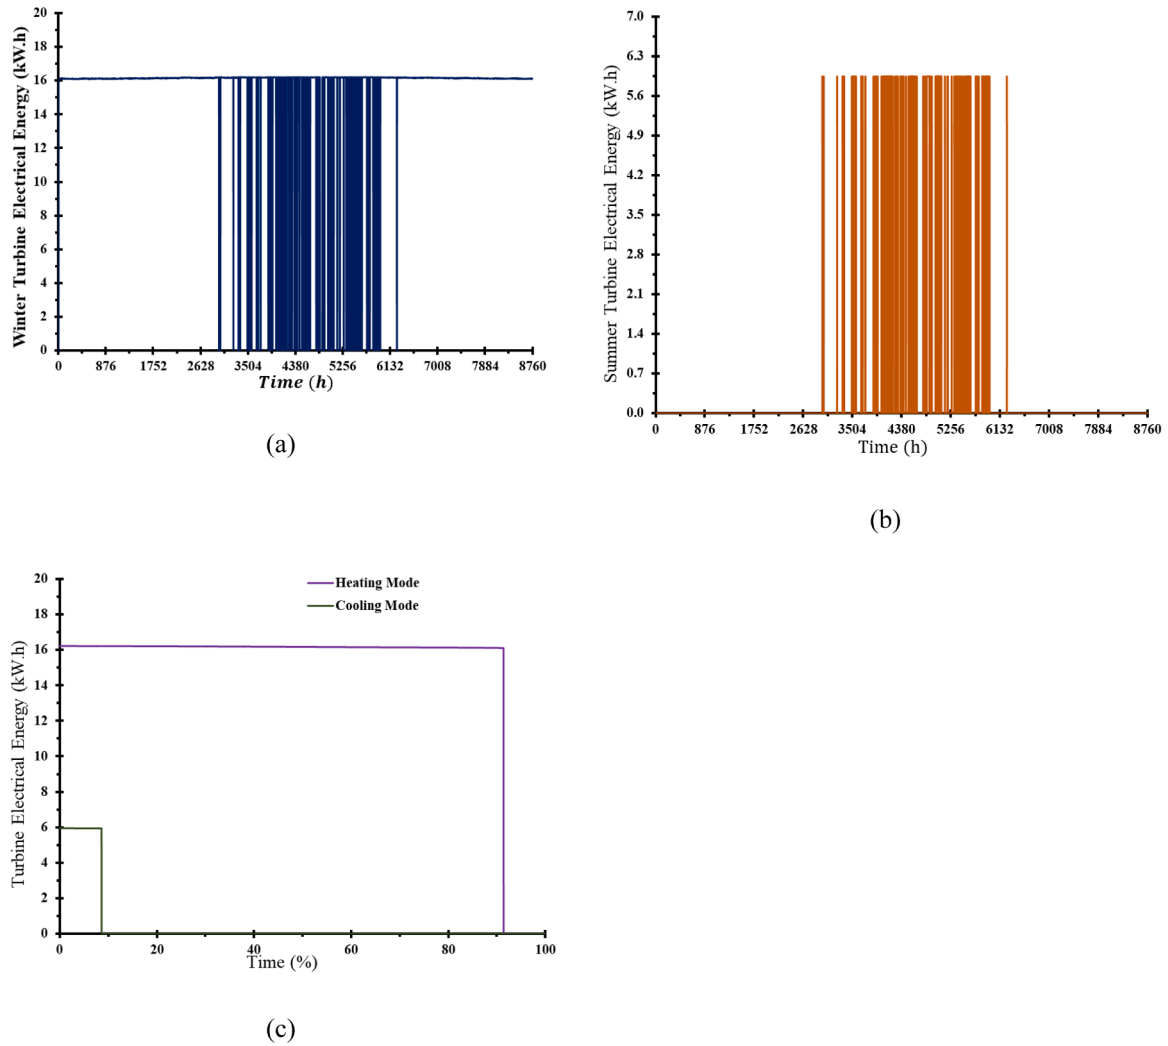 Winter Turbine Electrical Energy (kW.h)
20
18
16
14
12
10
8
6
4
2
0
0 876 1752 2628 3504 4380 5256 6132 7008 7884 8760
Time (h)
(a)
Summer Turbine Electrical Energy (kW.h)
7.0
6.3
5.6
4.9
4.2
3.5
2.8
2.1
1.4
0.7
0.0
0 876 1752 2628 3504 4380 5256 6132 7008 7884 8760
Time (h)
(b)
Turbine Electrical Energy (kW.h)
20
18
16
14
12
10
8
6
4
2
0
Heating Mode
Cooling Mode
0 20 40 60 80 100
Time (%)
(c)